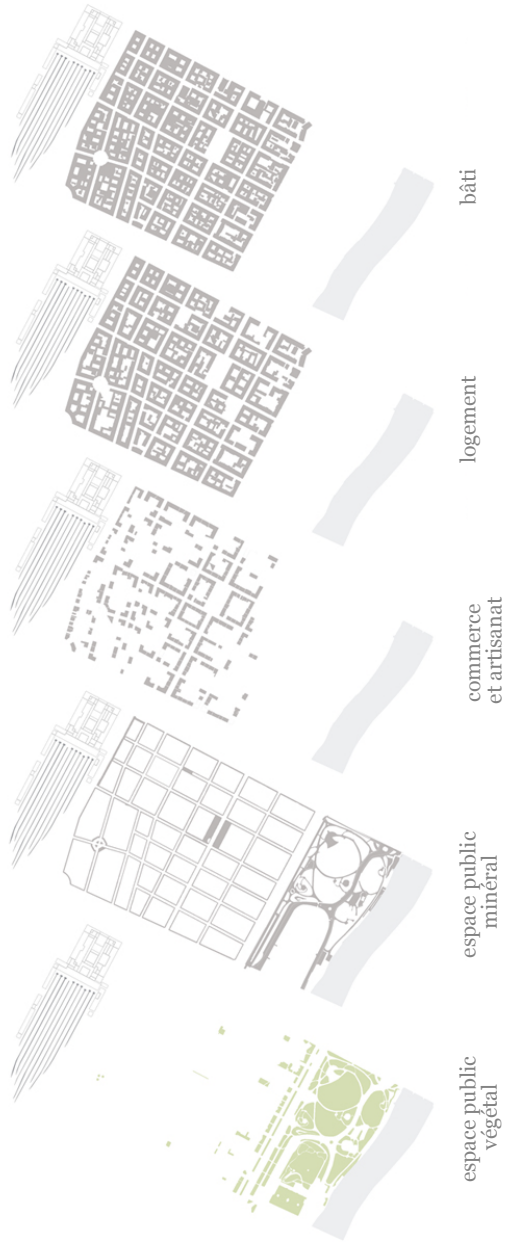 bâti
logement
commerce
et artisanat
espace public
minéral
espace public
végétal